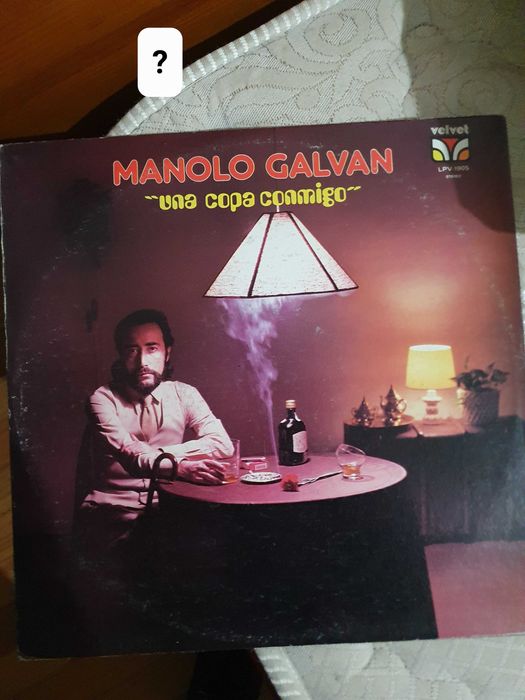 ?
velvet
LPV-1905
stereo
MANOLO GALVAN
"una copa conmigo"